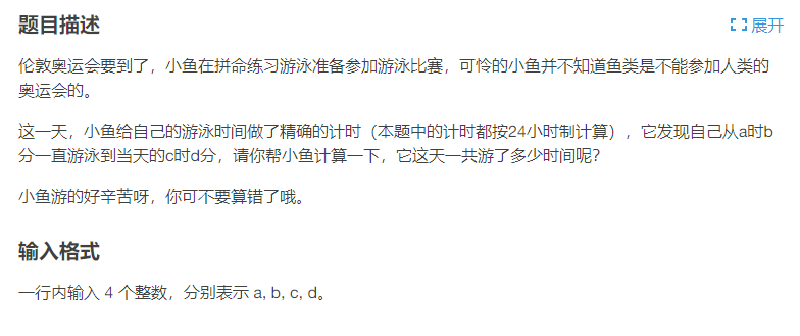 题目描述
展开
伦敦奥运会要到了，小鱼在拼命练习游泳准备参加游泳比赛，可怜的小鱼并不知道鱼类是不能参加人类的
奥运会的。
这一天，小鱼给自己的游泳时间做了精确的计时（本题中的计时都按24小时制计算），它发现自己从a时b
分一直游泳到当天的c时d分，请你帮小鱼计算一下，它这天一共游了多少时间呢？
小鱼游的好辛苦呀，你可不要算错了哦。
输入格式
一行内输入 4 个整数，分别表示 a, b, c, d。